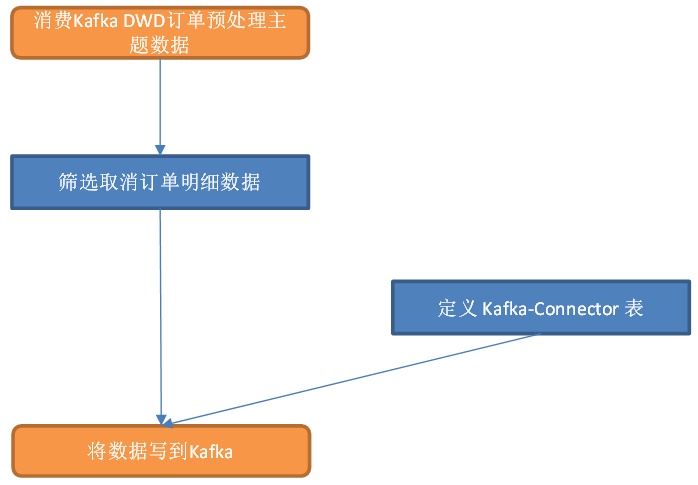 消费Kafka DWD订单预处理主
题数据
筛选取消订单明细数据
定义 Kafka-Connector 表
将数据写到Kafka